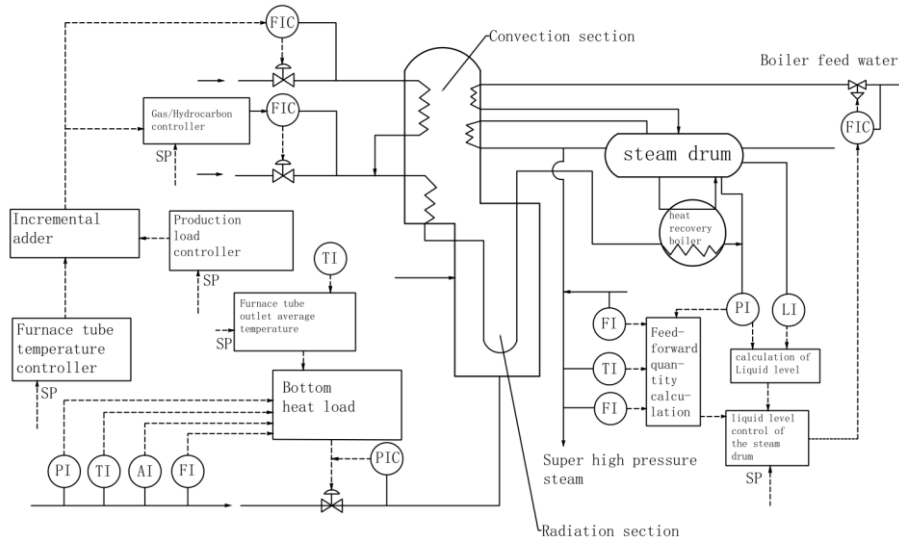 FIC
Convection section
Boiler feed water
Gas/Hydrocarbon
controller
FIC
FIC
SP
steam drum
Incremental
adder
Production
load
controller
heat
recovery
boiler
TI
SP
Furnace tube
outlet average
temperature
SP
FI
PI
LI
Furnace tube
temperature
controller
Feed-
forward
quan-
tity
calcu-
lation
TI
calculation of
Liquid level
SP
Bottom
heat load
FI
liquid level
control of
the steam
drum
PI
TI
AI
FI
PIC
Super high pressure
steam
SP
Radiation section